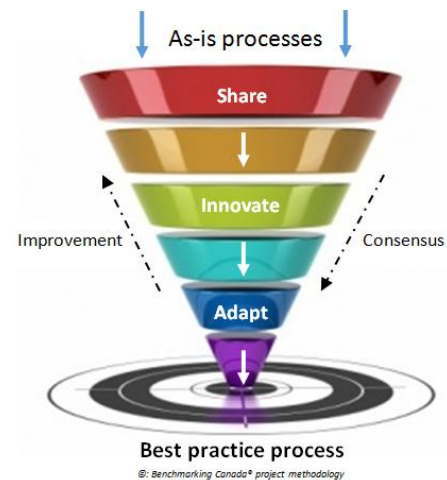 As-is processes
Share
Innovate
Improvement
Consensus
Adapt
Best practice process
©: Benchmarking Canada® project methodology